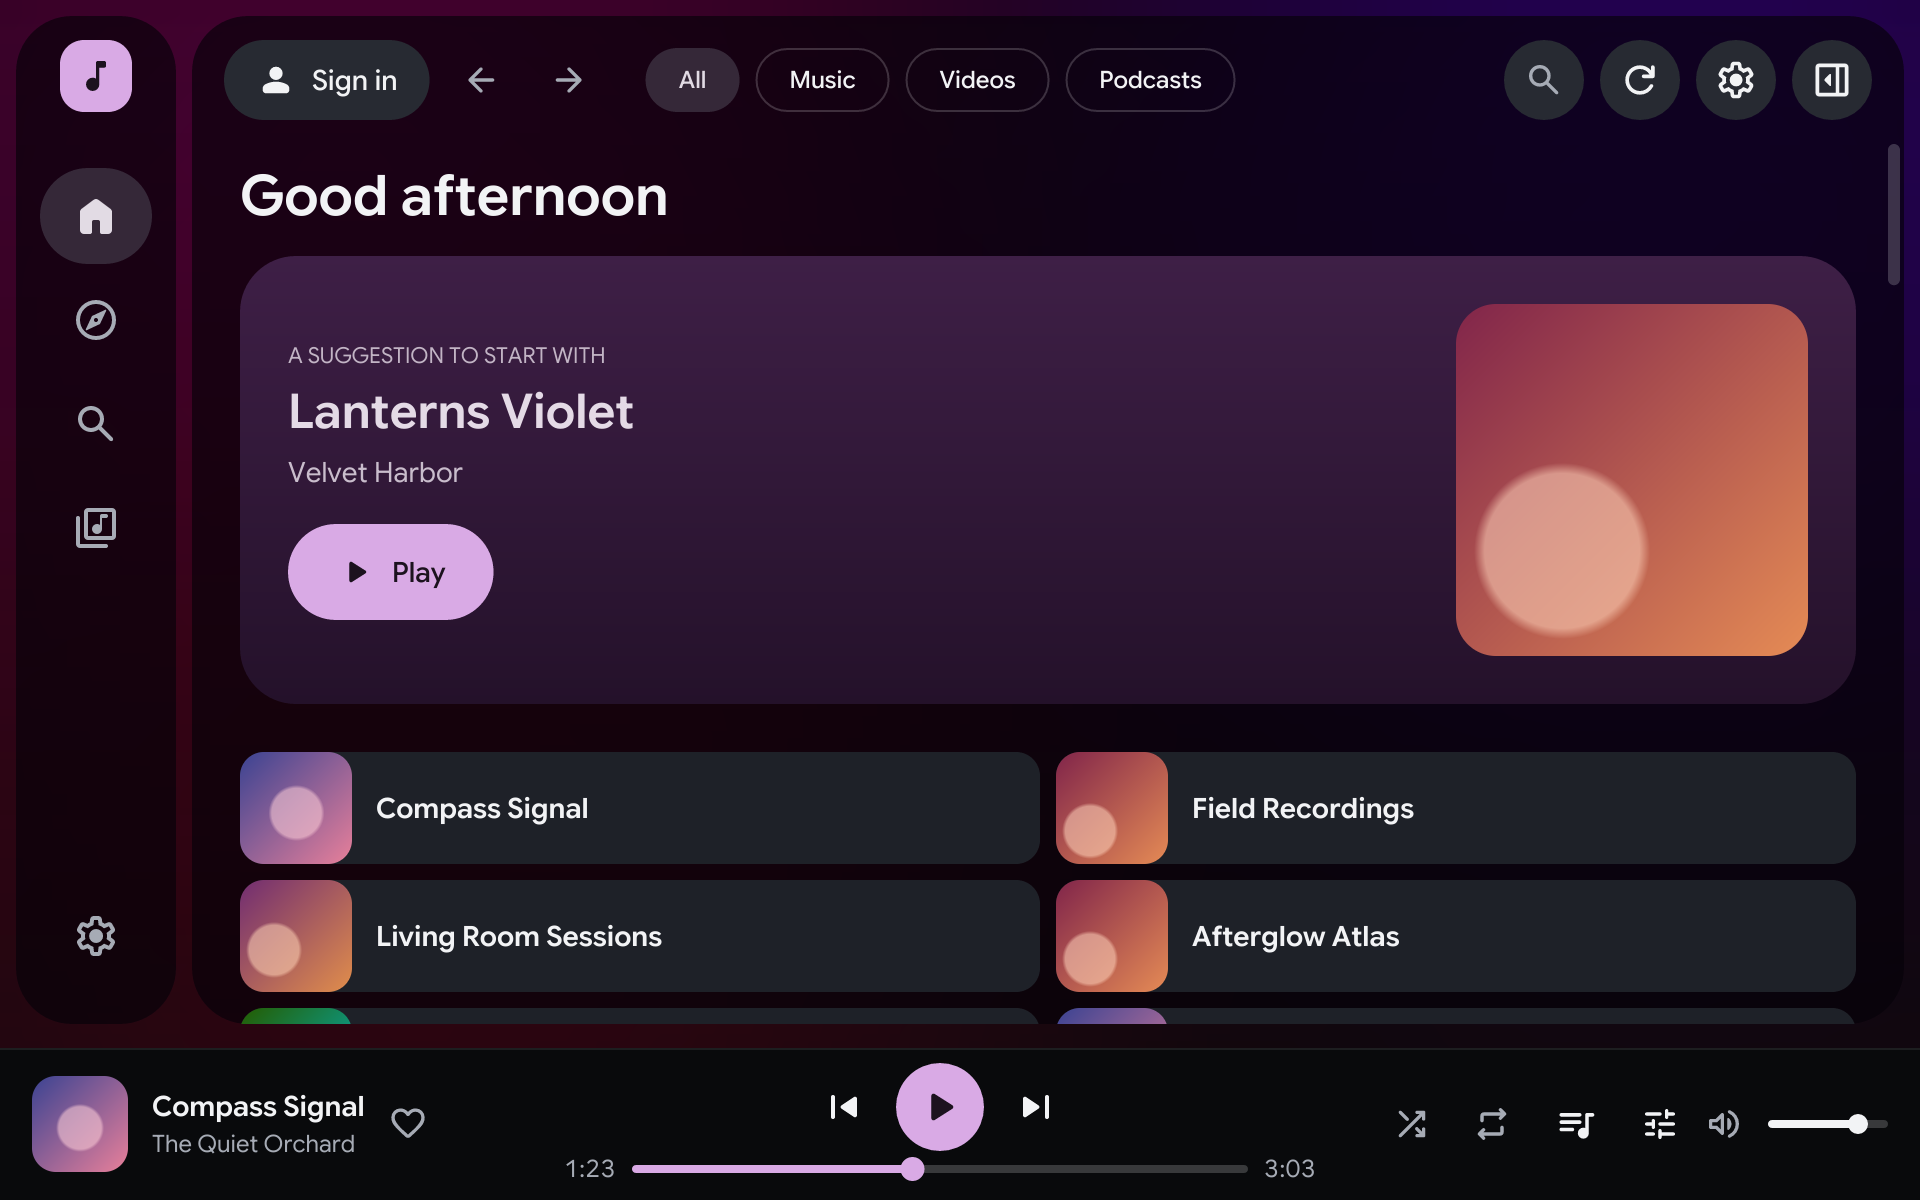 Sign in
All
Music
Videos
Podcasts
Good afternoon
A SUGGESTION TO START WITH
Lanterns Violet
Velvet Harbor
Play
Compass Signal
Field Recordings
Living Room Sessions
Afterglow Atlas
Compass Signal
The Quiet Orchard
1:23
3:03